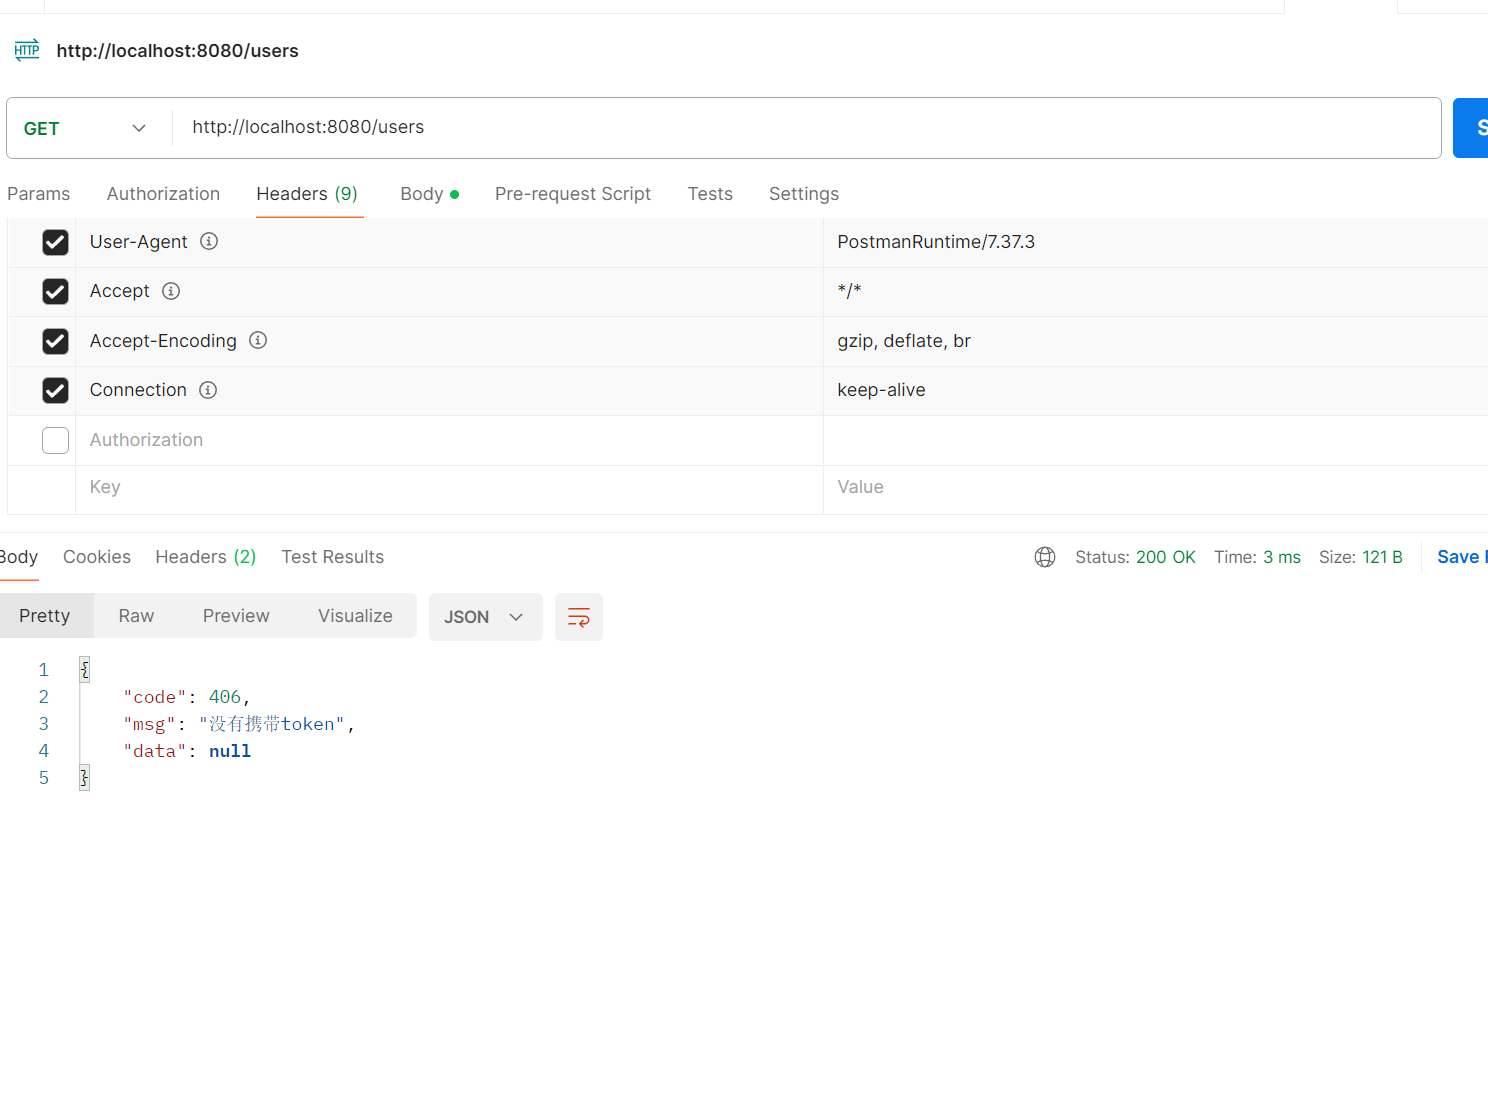 HTTP http://localhost:8080/users
GET http://localhost:8080/users S
Params Authorization Headers (9) Body Pre-request Script Tests Settings
User-Agent PostmanRuntime/7.37.3
Accept */*
Accept-Encoding gzip, deflate, br
Connection keep-alive
Authorization
Key Value
Body Cookies Headers (2) Test Results Status: 200 OK Time: 3 ms Size: 121 B Save
Pretty Raw Preview Visualize JSON
1 {
2 "code": 406,
3 "msg": "没有携带token",
4 "data": null
5 }